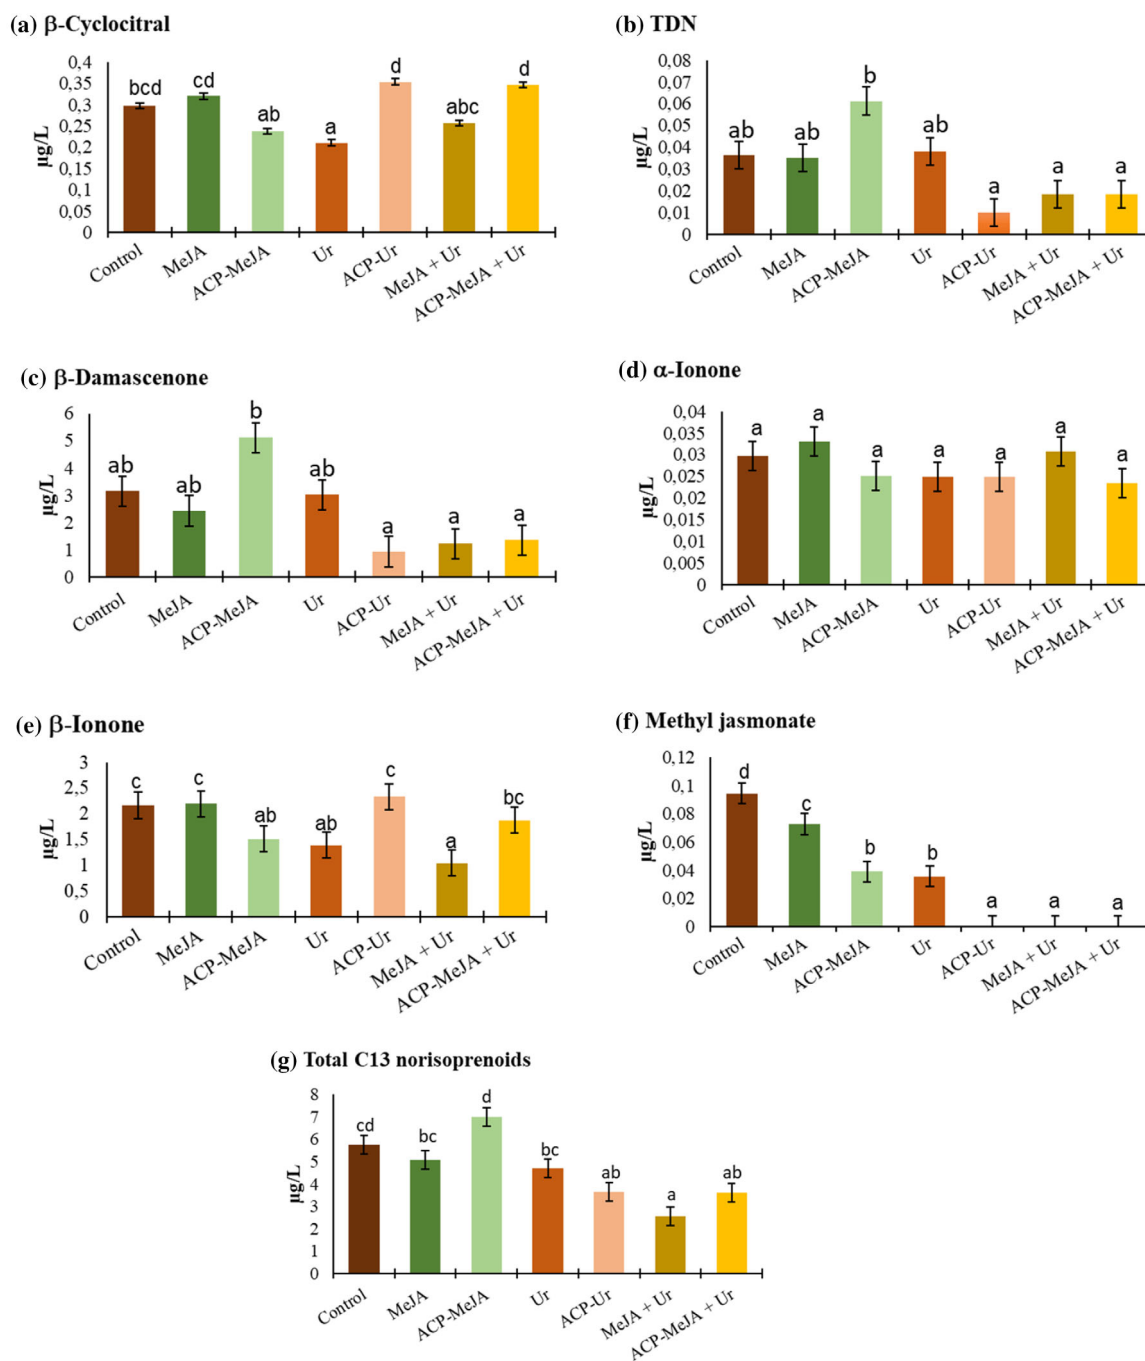 (a) β-Cyclocitral
0,4
0,35
0,3
0,25
0,2
0,15
0,1
0,05
0
µg/L
bcd
cd
ab
a
d
abc
d
Control
MeJA
ACP-MeJA
Ur
ACP-Ur
MeJA + Ur
ACP-MeJA + Ur
(b) TDN
0,08
0,07
0,06
0,05
0,04
0,03
0,02
0,01
0
µg/L
ab
ab
b
ab
a
a
a
Control
MeJA
ACP-MeJA
Ur
ACP-Ur
MeJA + Ur
ACP-MeJA + Ur
(c) β-Damascenone
6
5
4
3
2
1
0
µg/L
ab
ab
b
ab
a
a
a
Control
MeJA
ACP-MeJA
Ur
ACP-Ur
MeJA + Ur
ACP-MeJA + Ur
(d) α-Ionone
0,04
0,035
0,03
0,025
0,02
0,015
0,01
0,005
0
µg/L
a
a
a
a
a
a
a
Control
MeJA
ACP-MeJA
Ur
ACP-Ur
MeJA + Ur
ACP-MeJA + Ur
(e) β-Ionone
3
2,5
2
1,5
1
0,5
0
µg/L
c
c
ab
ab
c
a
bc
Control
MeJA
ACP-MeJA
Ur
ACP-Ur
MeJA + Ur
ACP-MeJA + Ur
(f) Methyl jasmonate
0,12
0,1
0,08
0,06
0,04
0,02
0
µg/L
d
c
b
b
a
a
a
Control
MeJA
ACP-MeJA
Ur
ACP-Ur
MeJA + Ur
ACP-MeJA + Ur
(g) Total C13 norisoprenoids
8
7
6
5
4
3
2
1
0
µg/L
cd
bc
d
bc
ab
a
ab
Control
MeJA
ACP-MeJA
Ur
ACP-Ur
MeJA + Ur
ACP-MeJA + Ur